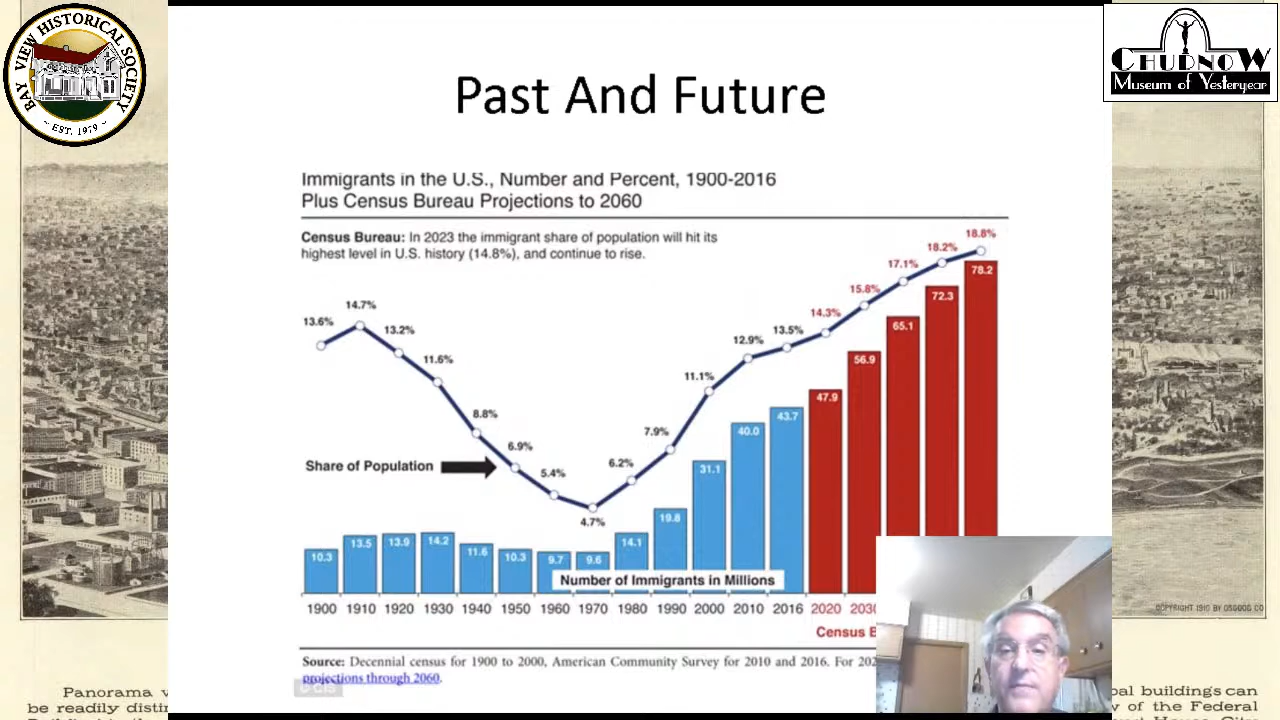 BAY VIEW HISTORICAL SOCIETY
~ EST. 1979 ~
CHUDNOW
Museum of Yesteryear
Past And Future
Immigrants in the U.S., Number and Percent, 1900-2016
Plus Census Bureau Projections to 2060
Census Bureau: In 2023 the immigrant share of population will hit its
highest level in U.S. history (14.8%), and continue to rise.
13.6% 14.7% 13.2% 11.6% 8.8% 6.9% 5.4% 4.7% 6.2% 7.9% 11.1% 12.9% 13.5% 14.3% 15.8% 17.1% 18.2% 18.8%
Share of Population
10.3 13.5 13.9 14.2 11.6 10.3 9.7 9.6 14.1 19.8 31.1 40.0 43.7 47.9 56.9 65.1 72.3 78.2
Number of Immigrants in Millions
1900 1910 1920 1930 1940 1950 1960 1970 1980 1990 2000 2010 2016 2020 2030
Census B
Source: Decennial census for 1900 to 2000, American Community Survey for 2010 and 2016. For 202
projections through 2060.
© CIS
COPYRIGHT 1910 BY OSGOOD CO
Panorama v
be readily distin
pal buildings can
w of the Federal